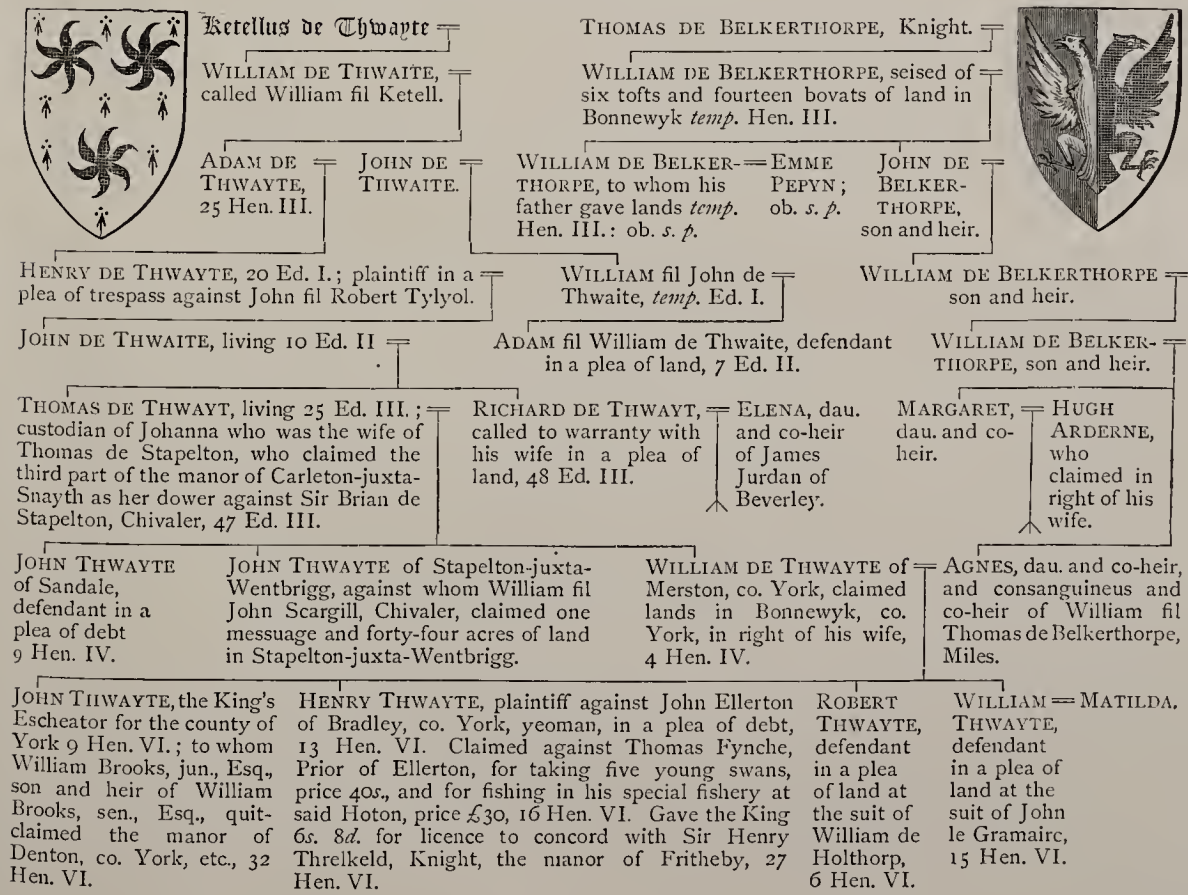 Ketellus de Thwayte
WILLIAM DE THWAITE,
called William fil Ketell.
THOMAS DE BELKERTHORPE, Knight.
WILLIAM DE BELKERTHORPE, seised of
six tofts and fourteen bovats of land in
Bonnewyk temp. Hen. III.
ADAM DE
THWAYTE,
25 Hen. III.
JOHN DE
THWAITE.
WILLIAM DE BELKER-
THORPE, to whom his
father gave lands temp.
Hen. III.: ob. s. p.
EMME
PEPYN;
ob. s. p.
JOHN DE
BELKER-
THORPE,
son and heir.
HENRY DE THWAYTE, 20 Ed. I.; plaintiff in a
plea of trespass against John fil Robert Tylyol.
WILLIAM fil John de
Thwaite, temp. Ed. I.
WILLIAM DE BELKERTHORPE
son and heir.
JOHN DE THWAITE, living 10 Ed. II
ADAM fil William de Thwaite, defendant
in a plea of land, 7 Ed. II.
WILLIAM DE BELKER-
THORPE, son and heir.
THOMAS DE THWAYT, living 25 Ed. III.;
custodian of Johanna who was the wife of
Thomas de Stapelton, who claimed the
third part of the manor of Carleton-juxta-
Snayth as her dower against Sir Brian de
Stapelton, Chivaler, 47 Ed. III.
RICHARD DE THWAYT,
called to warranty with
his wife in a plea of
land, 48 Ed. III.
ELENA, dau.
and co-heir
of James
Jurdan of
Beverley.
MARGARET,
dau. and co-
heir.
HUGH
ARDERNE,
who
claimed in
right of his
wife.
JOHN THWAYTE
of Sandale,
defendant in a
plea of debt
9 Hen. IV.
JOHN THWAYTE of Stapelton-juxta-
Wentbrigg, against whom William fil
John Scargill, Chivaler, claimed one
messuage and forty-four acres of land
in Stapelton-juxta-Wentbrigg.
WILLIAM DE THWAYTE of
Merston, co. York, claimed
lands in Bonnewyk, co.
York, in right of his wife,
4 Hen. IV.
AGNES, dau. and co-heir,
and consanguineus and
co-heir of William fil
Thomas de Belkerthorpe,
Miles.
JOHN THWAYTE, the King's
Escheator for the county of
York 9 Hen. VI.; to whom
William Brooks, jun., Esq.,
son and heir of William
Brooks, sen., Esq., quit-
claimed the manor of
Denton, co. York, etc., 32
Hen. VI.
HENRY THWAYTE, plaintiff against John Ellerton
of Bradley, co. York, yeoman, in a plea of debt,
13 Hen. VI. Claimed against Thomas Fynche,
Prior of Ellerton, for taking five young swans,
price 40s., and for fishing in his special fishery at
said Hoton, price £30, 16 Hen. VI. Gave the King
6s. 8d. for licence to concord with Sir Henry
Threlkeld, Knight, the manor of Fritheby, 27
Hen. VI.
ROBERT
THWAYTE,
defendant
in a plea
of land at
the suit of
William de
Holthorp,
6 Hen. VI.
WILLIAM
THWAYTE,
defendant
in a plea of
land at the
suit of John
le Gramairc,
15 Hen. VI.
MATILDA.